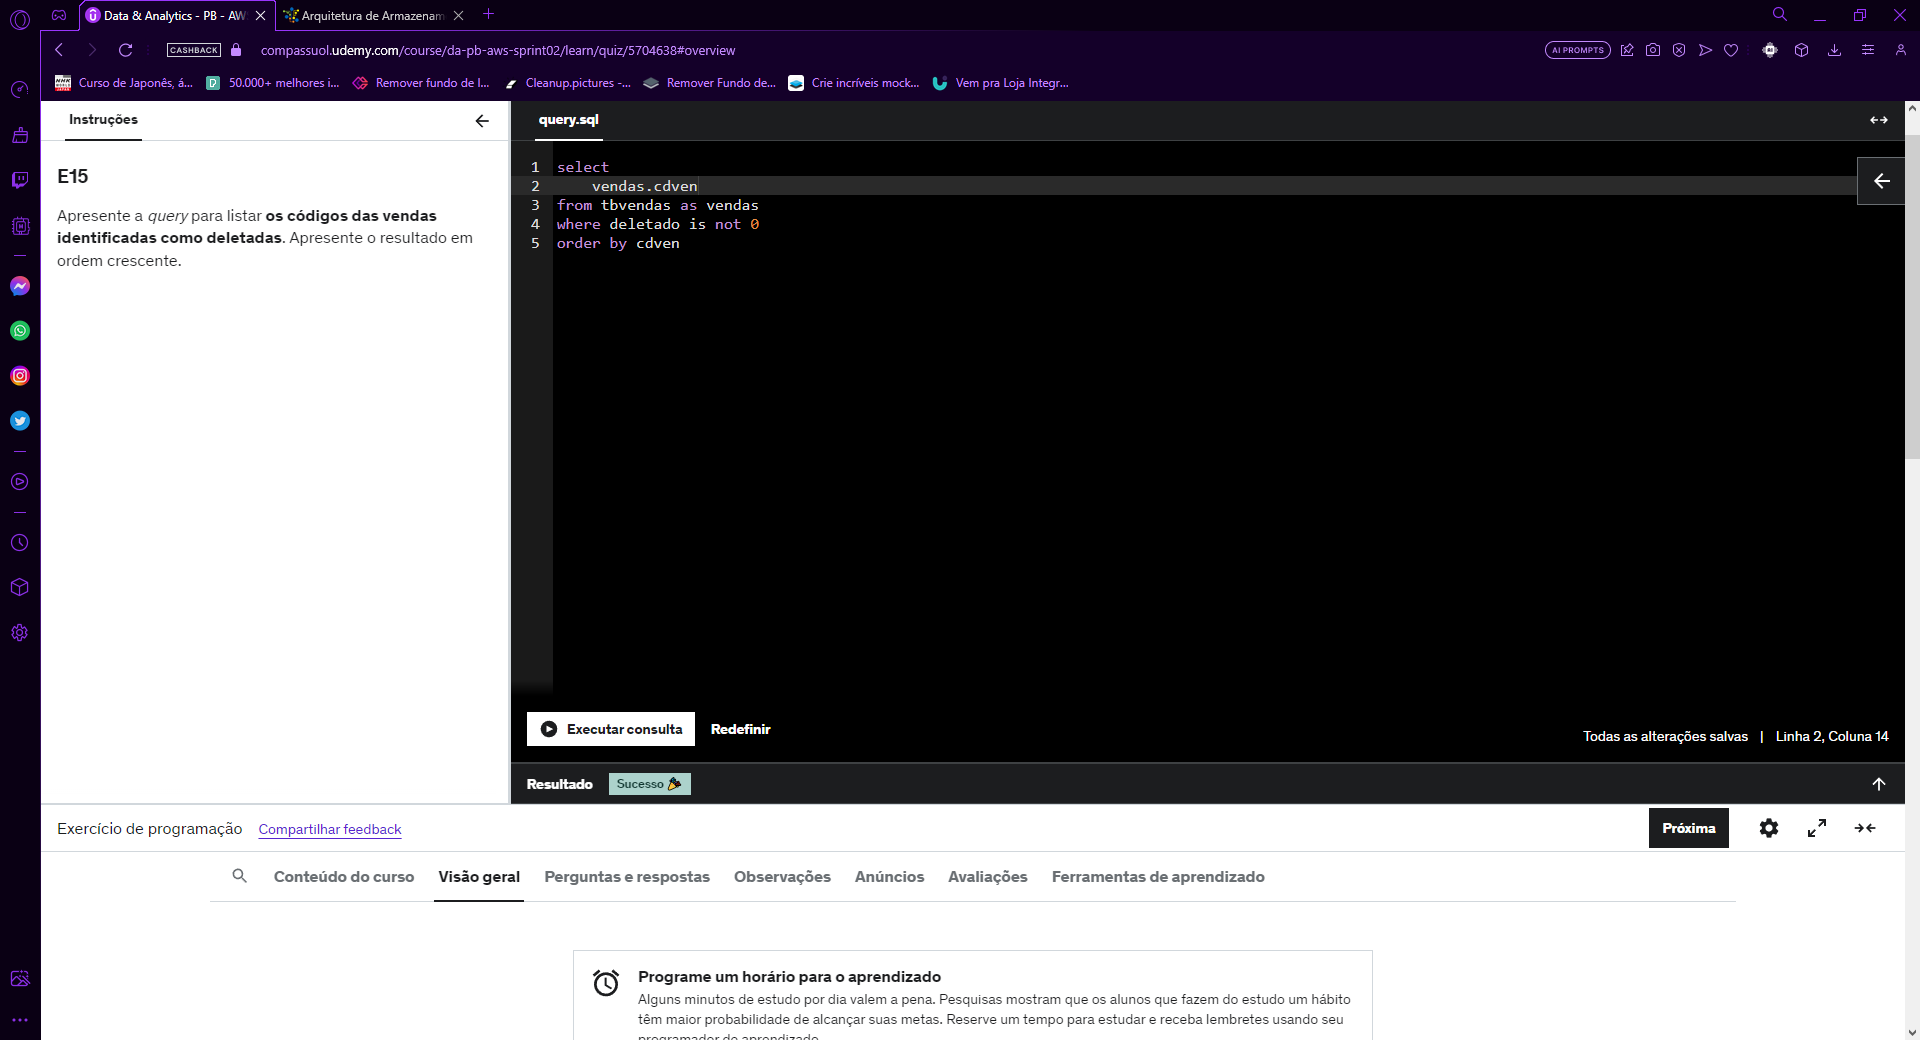 Data & Analytics - PB - AW
Arquitetura de Armazenam
CASHBACK
compassuol.udemy.com/course/da-pb-aws-sprint02/learn/quiz/5704638#overview
AI PROMPTS
Curso de Japonês, á...
D
50.000+ melhores i...
Remover fundo de I...
Cleanup.pictures -...
Remover Fundo de...
Crie incríveis mock...
Vem pra Loja Integr...
Instruções
E15
Apresente a query para listar os códigos das vendas
identificadas como deletadas. Apresente o resultado em
ordem crescente.
query.sql
1 select
2 vendas.cdven
3 from tbvendas as vendas
4 where deletado is not 0
5 order by cdven
Executar consulta
Redefinir
Todas as alterações salvas | Linha 2, Coluna 14
Resultado
Sucesso
Exercício de programação
Compartilhar feedback
Próxima
Conteúdo do curso
Visão geral
Perguntas e respostas
Observações
Anúncios
Avaliações
Ferramentas de aprendizado
Programe um horário para o aprendizado
Alguns minutos de estudo por dia valem a pena. Pesquisas mostram que os alunos que fazem do estudo um hábito
têm maior probabilidade de alcançar suas metas. Reserve um tempo para estudar e receba lembretes usando seu
programador de aprendizado.